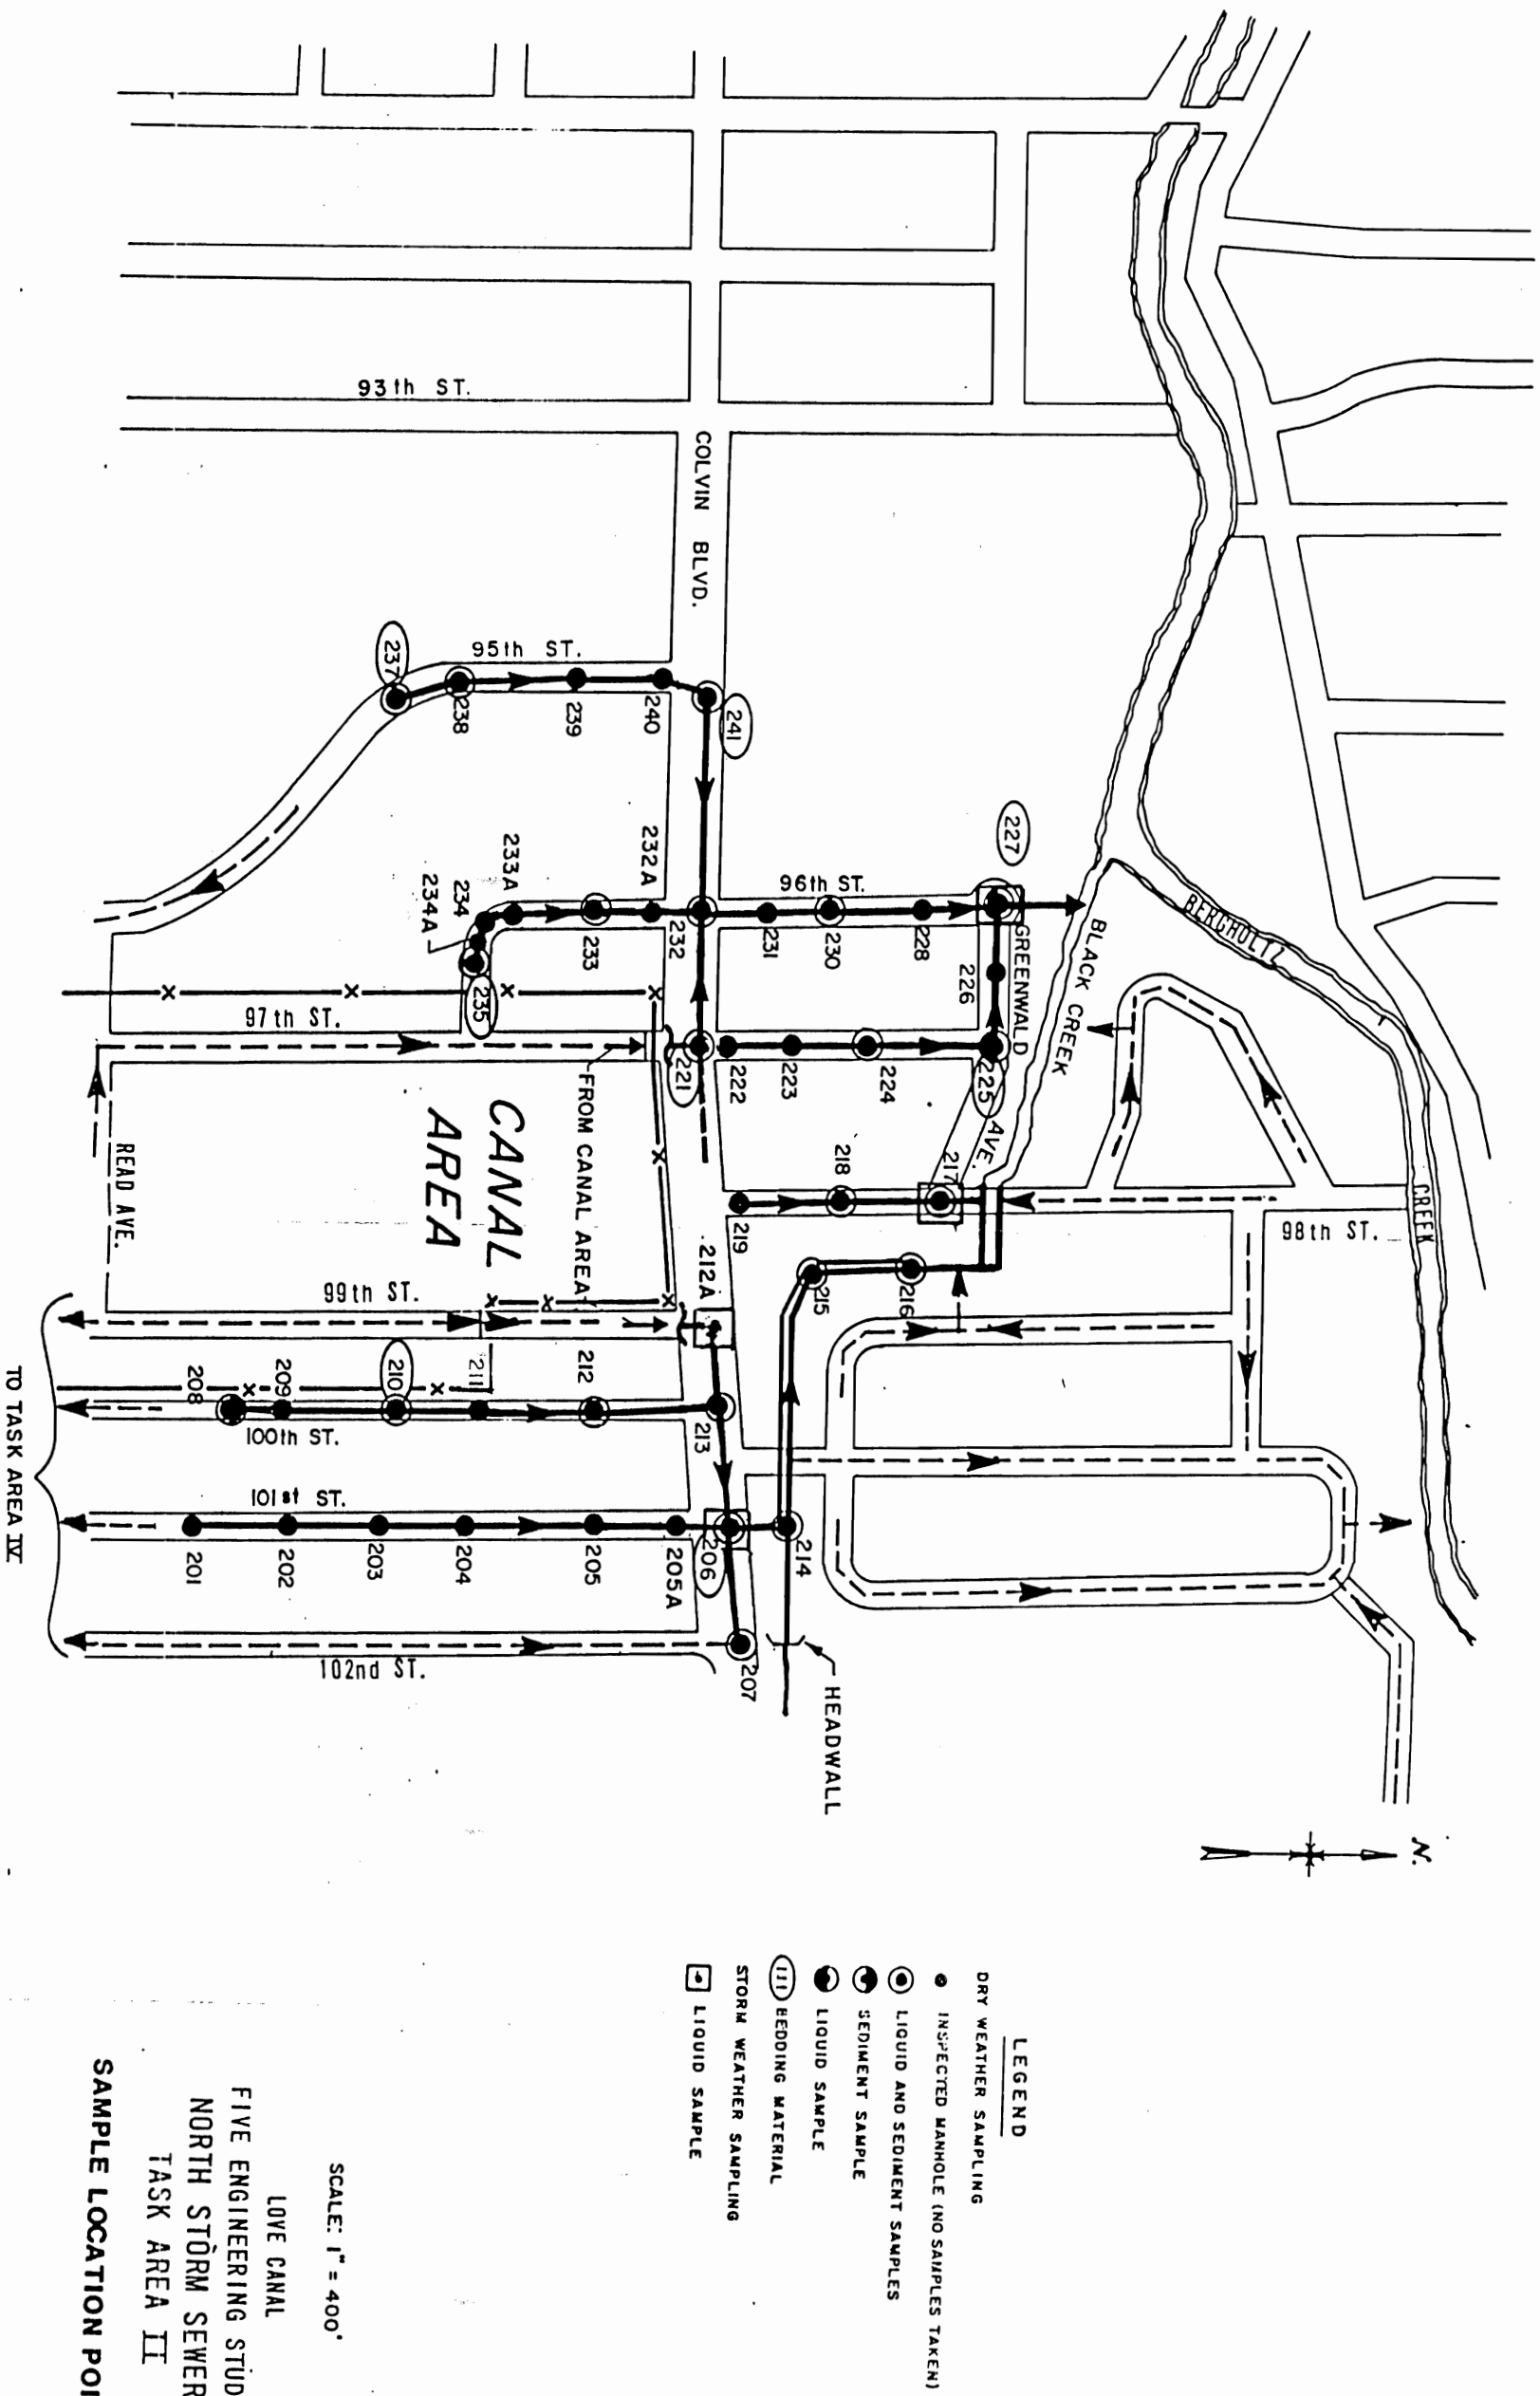 93th ST.
COLVIN BLVD.
95th ST.
237
238
239
240
241
227
96th ST.
232A
233A
234
234A
235
233
232
231
230
228
226
GREENWALD
AVE.
BLACK CREEK
BERGHOLTZ
CREEK
97th ST.
221
222
223
224
225
FROM CANAL AREA
CANAL
AREA
READ AVE.
217
218
219
98th ST.
212A
215
216
99th ST.
208
209
210
211
212
213
100th ST.
101st ST.
201
202
203
204
205
205A
206
214
207
102nd ST.
HEADWALL
TO TASK AREA IV
N.
LEGEND
DRY WEATHER SAMPLING
INSPECTED MANHOLE (NO SAMPLES TAKEN)
LIQUID AND SEDIMENT SAMPLES
SEDIMENT SAMPLE
LIQUID SAMPLE
111 BEDDING MATERIAL
STORM WEATHER SAMPLING
LIQUID SAMPLE
SCALE: 1" = 400'
LOVE CANAL
FIVE ENGINEERING STUD
NORTH STORM SEWER
TASK AREA II
SAMPLE LOCATION POI